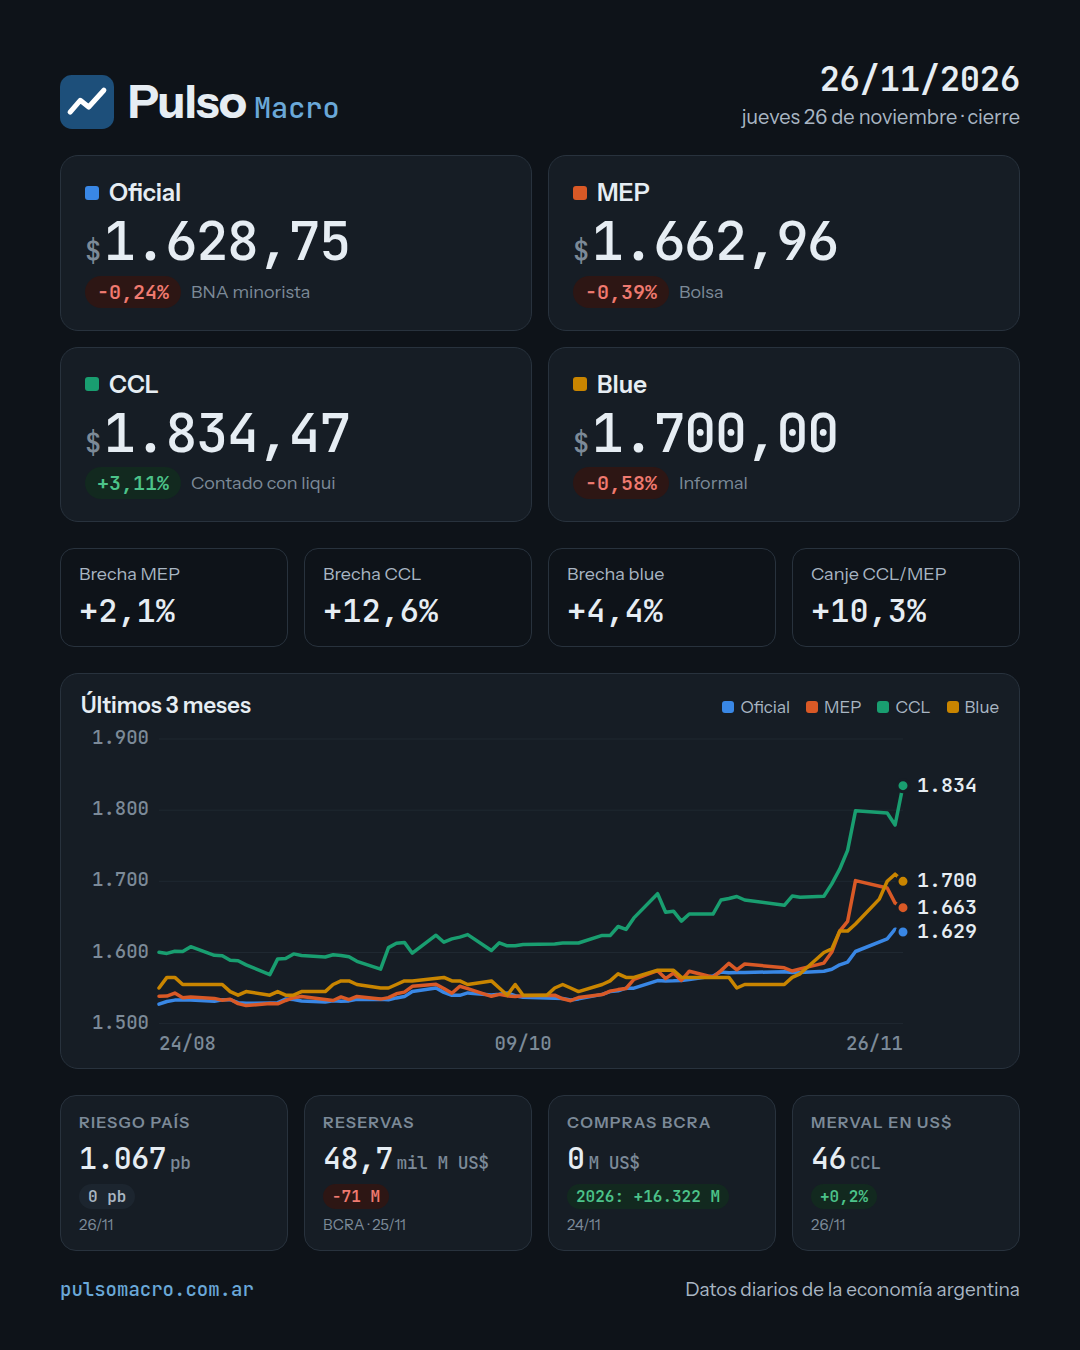 Pulso Macro
26/11/2026
jueves 26 de noviembre · cierre
Oficial
$1.628,75
-0,24% BNA minorista
MEP
$1.662,96
-0,39% Bolsa
CCL
$1.834,47
+3,11% Contado con liqui
Blue
$1.700,00
-0,58% Informal
Brecha MEP
+2,1%
Brecha CCL
+12,6%
Brecha blue
+4,4%
Canje CCL/MEP
+10,3%
Últimos 3 meses
Oficial MEP CCL Blue
1.900
1.800
1.700
1.600
1.500
1.834
1.700
1.663
1.629
24/08 09/10 26/11
RIESGO PAÍS
1.067 pb
0 pb
26/11
RESERVAS
48,7 mil M US$
-71 M
BCRA · 25/11
COMPRAS BCRA
0 M US$
2026: +16.322 M
24/11
MERVAL EN US$
46 CCL
+0,2%
26/11
pulsomacro.com.ar
Datos diarios de la economía argentina